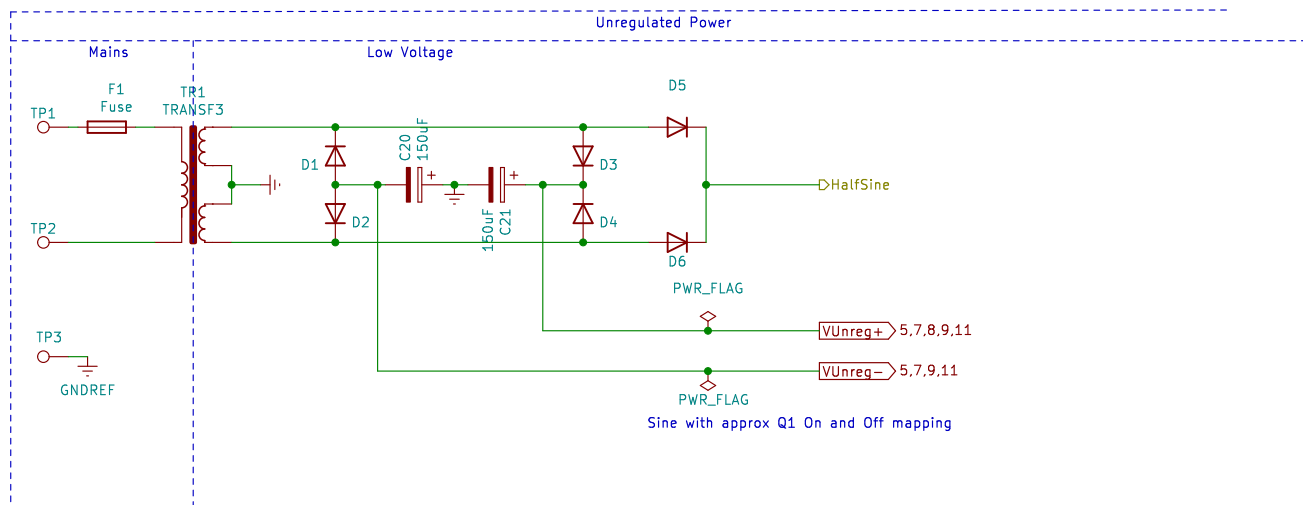 Unregulated Power
Mains
Low Voltage
F1
Fuse
TR1
TRANSF3
TP1
D5
D1
C20
150uF
+
+
D3
HalfSine
TP2
D2
150uF
C21
D4
D6
PWR_FLAG
TP3
VUnreg+ 5,7,8,9,11
GNDREF
VUnreg- 5,7,9,11
PWR_FLAG
Sine with approx Q1 On and Off mapping